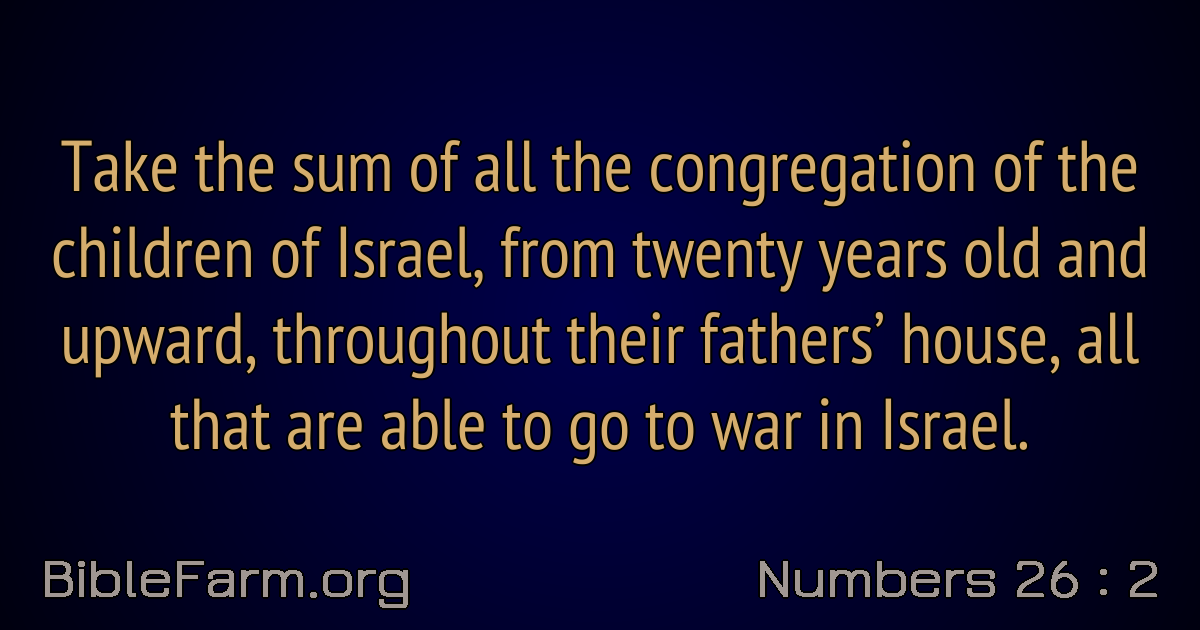 Take the sum of all the congregation of the
children of Israel, from twenty years old and
upward, throughout their fathers’ house, all
that are able to go to war in Israel.
BibleFarm.org
Numbers 26 : 2